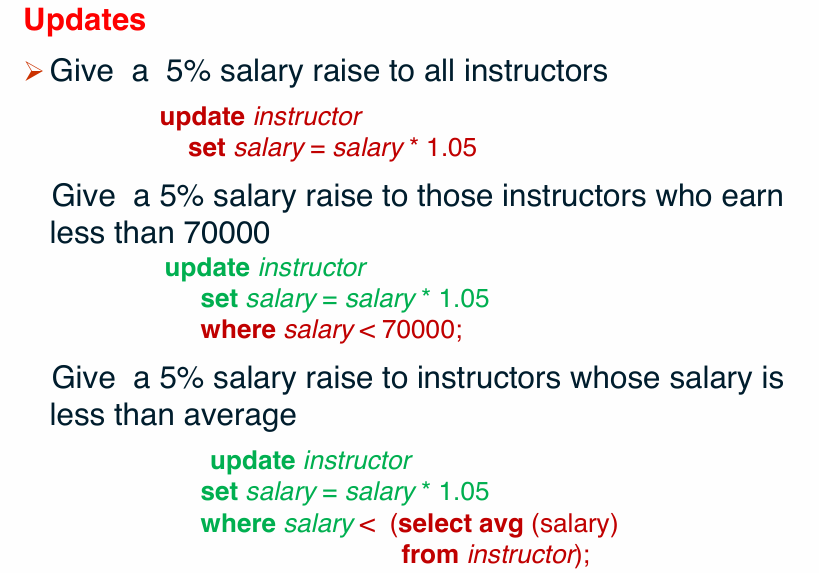 Updates
➢ Give a 5% salary raise to all instructors
update instructor
set salary = salary * 1.05
Give a 5% salary raise to those instructors who earn
less than 70000
update instructor
set salary = salary * 1.05
where salary < 70000;
Give a 5% salary raise to instructors whose salary is
less than average
update instructor
set salary = salary * 1.05
where salary < (select avg (salary)
from instructor);